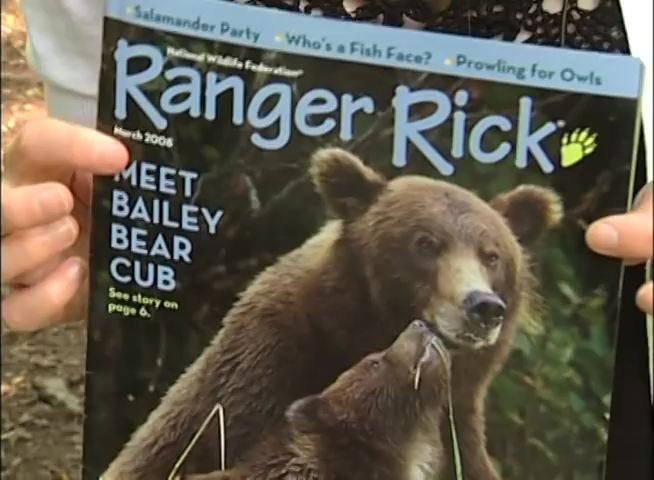 Salamander Party • Who's a Fish Face? • Prowling for Owls
National Wildlife Federation®
Ranger Rick
March 2008
MEET
BAILEY
BEAR
CUB
See story on
page 6.